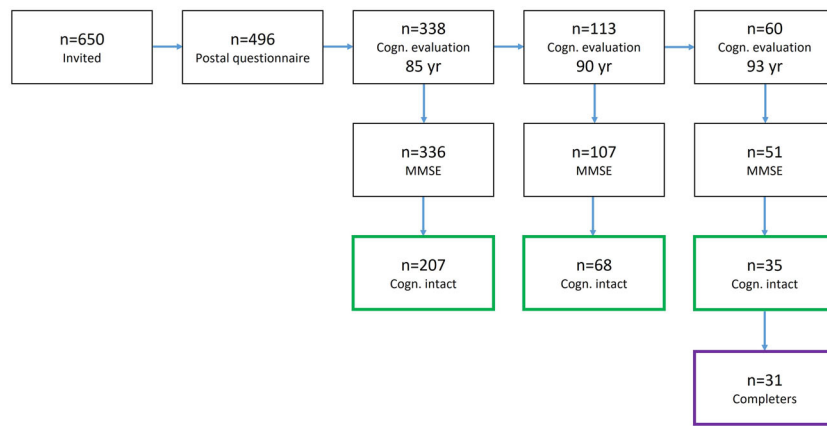 n=650
Invited
n=496
Postal questionnaire
n=338
Cogn. evaluation
85 yr
n=113
Cogn. evaluation
90 yr
n=60
Cogn. evaluation
93 yr
n=336
MMSE
n=107
MMSE
n=51
MMSE
n=207
Cogn. intact
n=68
Cogn. intact
n=35
Cogn. intact
n=31
Completers